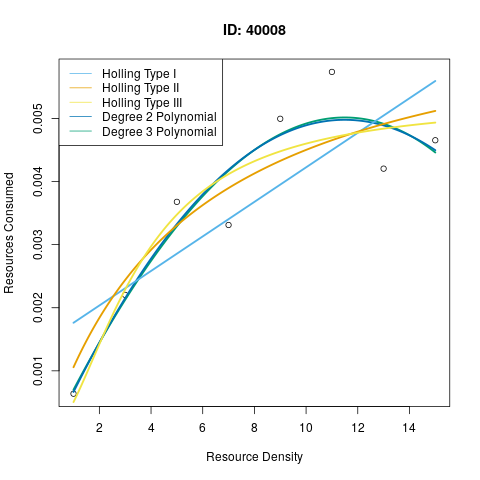 ID: 40008
Holling Type I
Holling Type II
Holling Type III
Degree 2 Polynomial
Degree 3 Polynomial
Resources Consumed
0.005
0.004
0.003
0.002
0.001
2 4 6 8 10 12 14
Resource Density